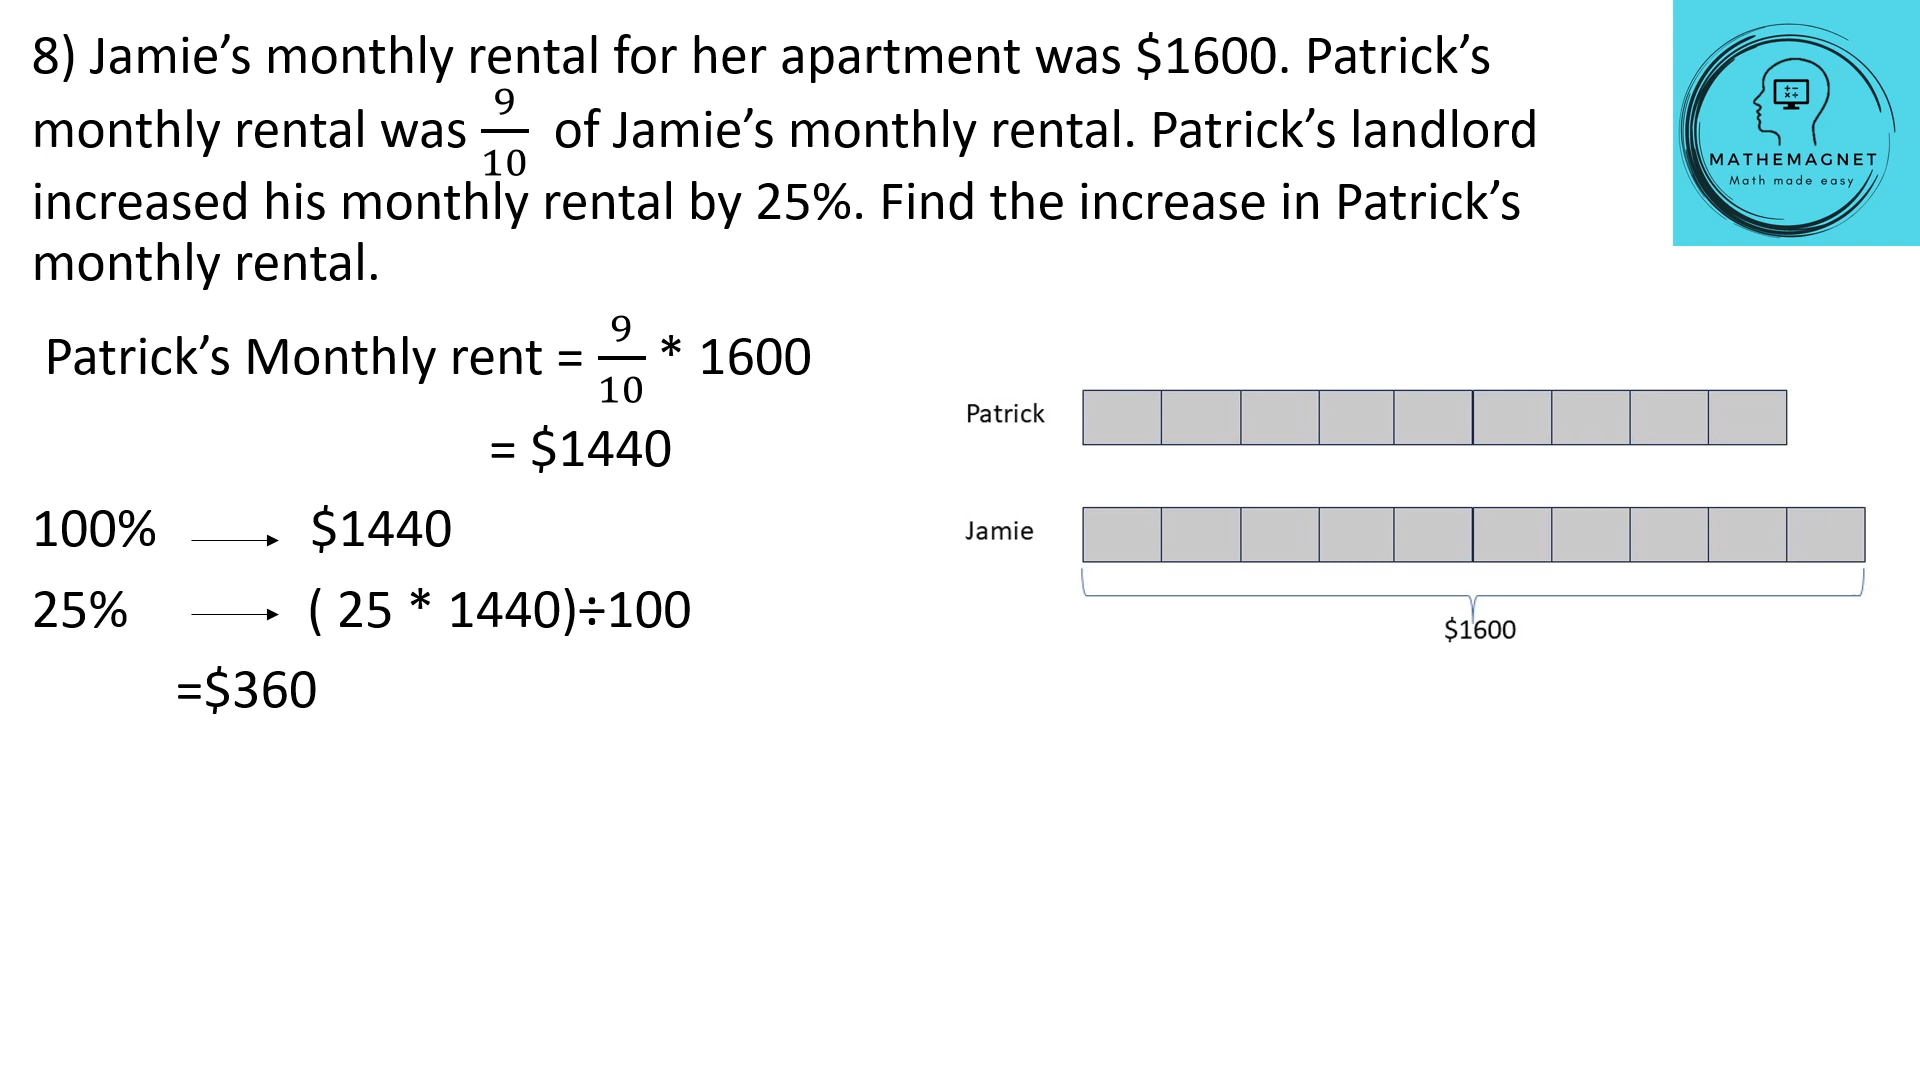 8) Jamie’s monthly rental for her apartment was $1600. Patrick’s
monthly rental was 9/10 of Jamie’s monthly rental. Patrick’s landlord
increased his monthly rental by 25%. Find the increase in Patrick’s
monthly rental.
MATHEMAGNET
Math made easy
Patrick’s Monthly rent = 9/10 * 1600
= $1440
100% → $1440
25% → ( 25 * 1440)÷100
=$360
Patrick
Jamie
$1600